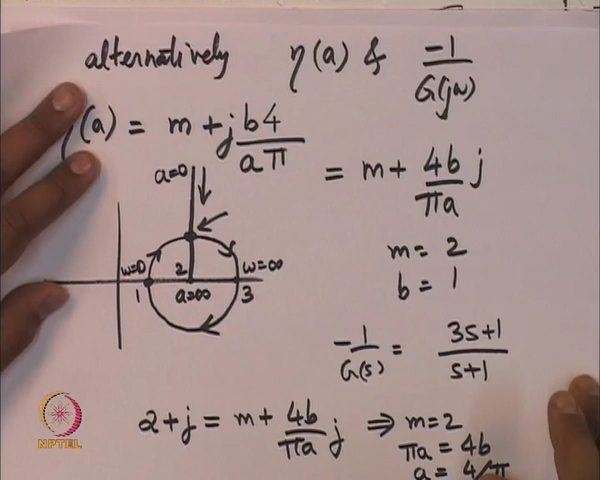 alternatively η(a) & -1/G(jω)
(a) = m + j b4/aπ
= m + 4b/πa j
a=0
m = 2
b = 1
ω=0 2 ω=∞
1 a=∞ 3
-1/G(s) = 3s+1/s+1
2+j = m + 4b/πa j ⇒ m=2
πa = 4b
a = 4/π
NPTEL